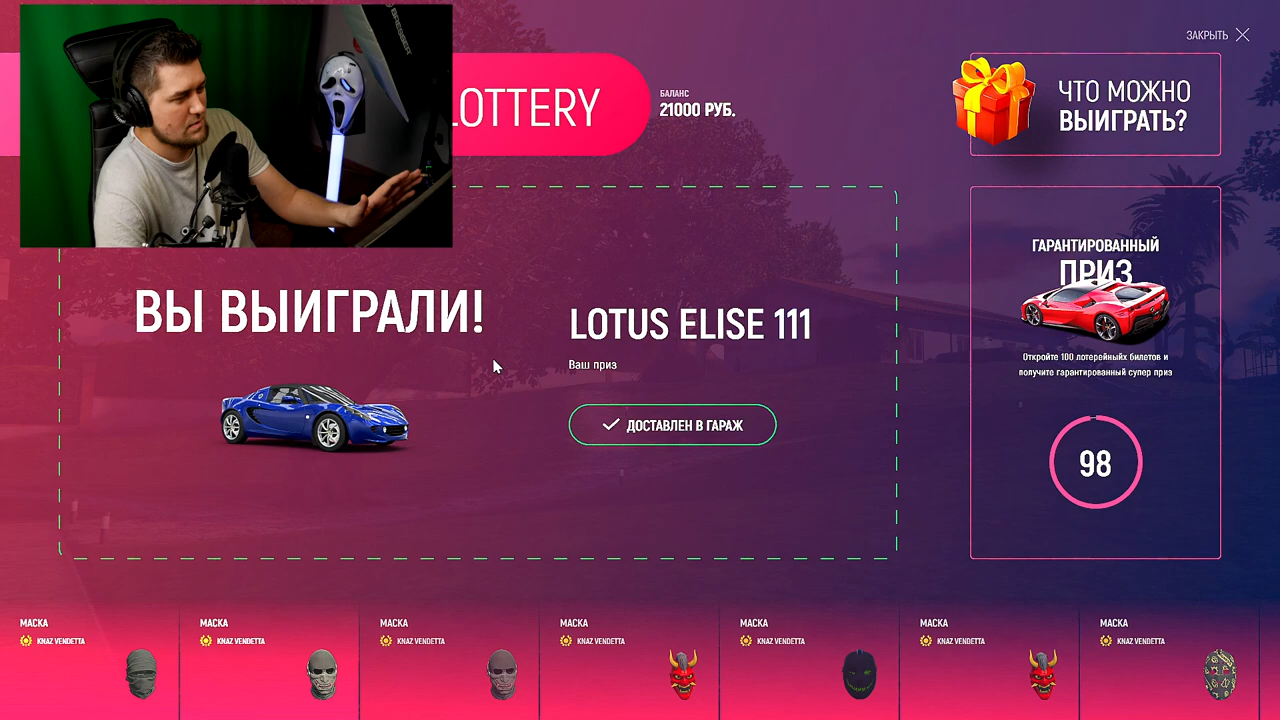 ЗАКРЫТЬ
BRESSER
LOTTERY
БАЛАНС
21000 РУБ.
ЧТО МОЖНО
ВЫИГРАТЬ?
ВЫ ВЫИГРАЛИ!
LOTUS ELISE 111
Ваш приз
ДОСТАВЛЕН В ГАРАЖ
ГАРАНТИРОВАННЫЙ
ПРИЗ
Откройте 100 лотерейнййх билетов и
получите гарантированный супер приз
98
МАСКА
KNAZ VENDETTA
МАСКА
KNAZ VENDETTA
МАСКА
KNAZ VENDETTA
МАСКА
KNAZ VENDETTA
МАСКА
KNAZ VENDETTA
МАСКА
KNAZ VENDETTA
МАСКА
KNAZ VENDETTA